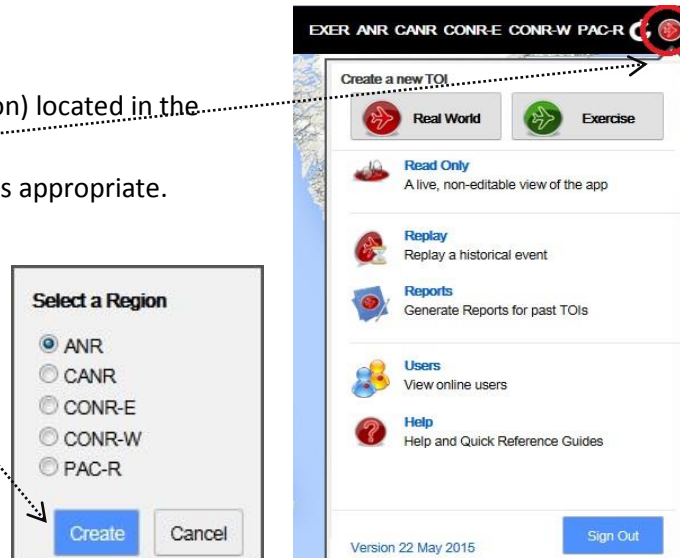 on) located in the
s appropriate.
Select a Region
ANR
CANR
CONR-E
CONR-W
PAC-R
Create Cancel
EXER ANR CANR CONR-E CONR-W PAC-R
Create a new TOI
Real World Exercise
Read Only
A live, non-editable view of the app
Replay
Replay a historical event
Reports
Generate Reports for past TOIs
Users
View online users
Help
Help and Quick Reference Guides
Version 22 May 2015 Sign Out